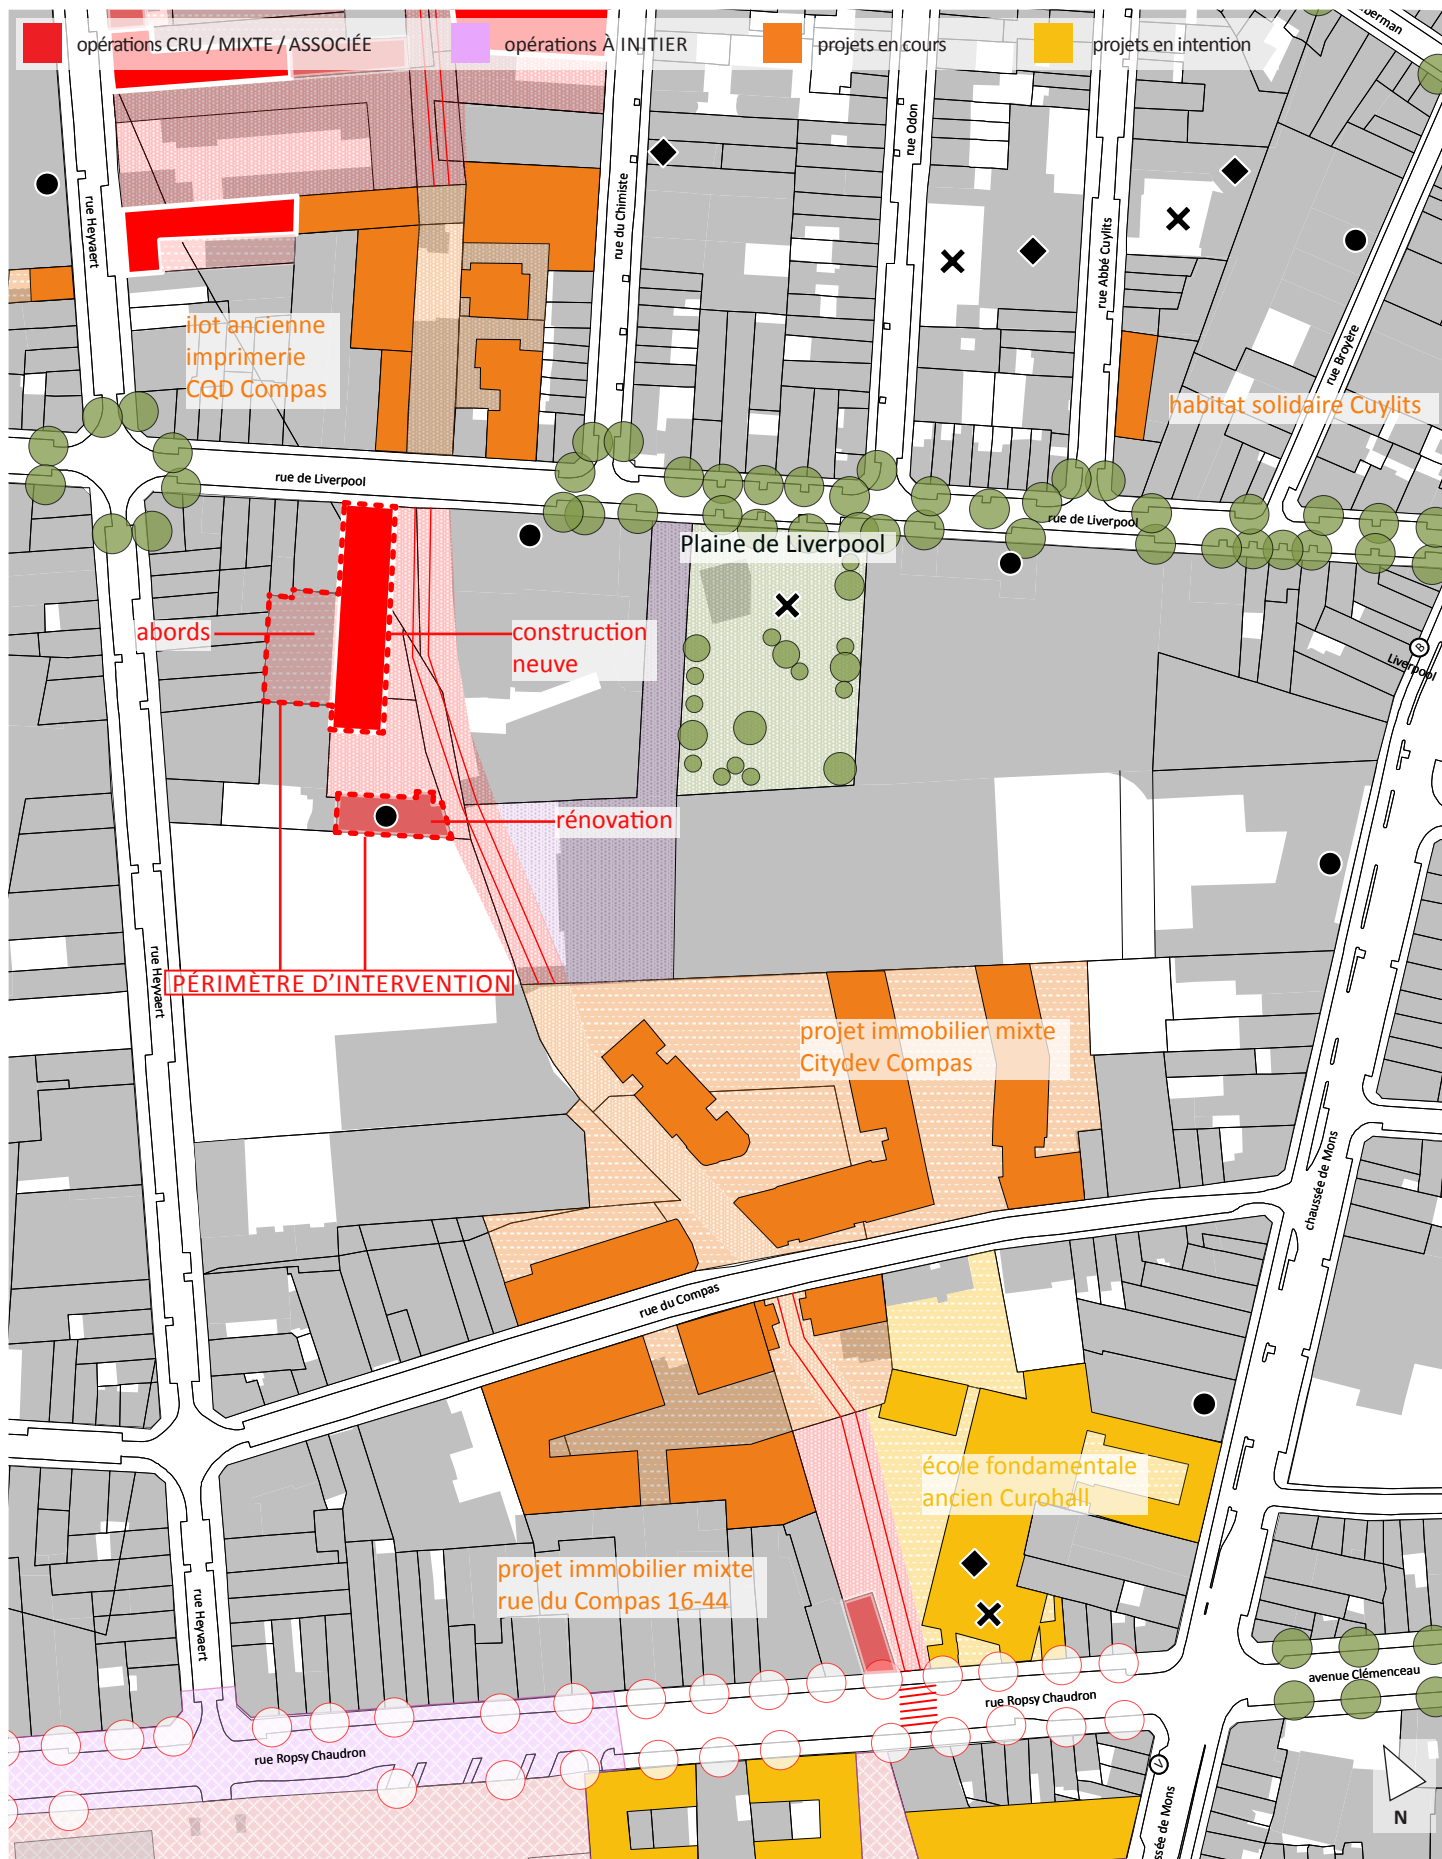 opérations CRU / MIXTE / ASSOCIÉE
opérations À INITIER
projets en cours
projets en intention
rue Heyvaert
rue du Chimiste
rue Odon
rue Abbé Cuylits
rue Broyère
ilot ancienne
imprimerie
CQD Compas
habitat solidaire Cuylits
rue de Liverpool
rue de Liverpool
Plaine de Liverpool
abords
construction
neuve
B
Liverpool
rénovation
rue Heyvaert
PÉRIMÈTRE D'INTERVENTION
projet immobilier mixte
Citydev Compas
chaussée de Mons
rue du Compas
école fondamentale
ancien Curohall
projet immobilier mixte
rue du Compas 16-44
rue Heyvaert
avenue Clémenceau
rue Ropsy Chaudron
rue Ropsy Chaudron
V
ssée de Mons
N